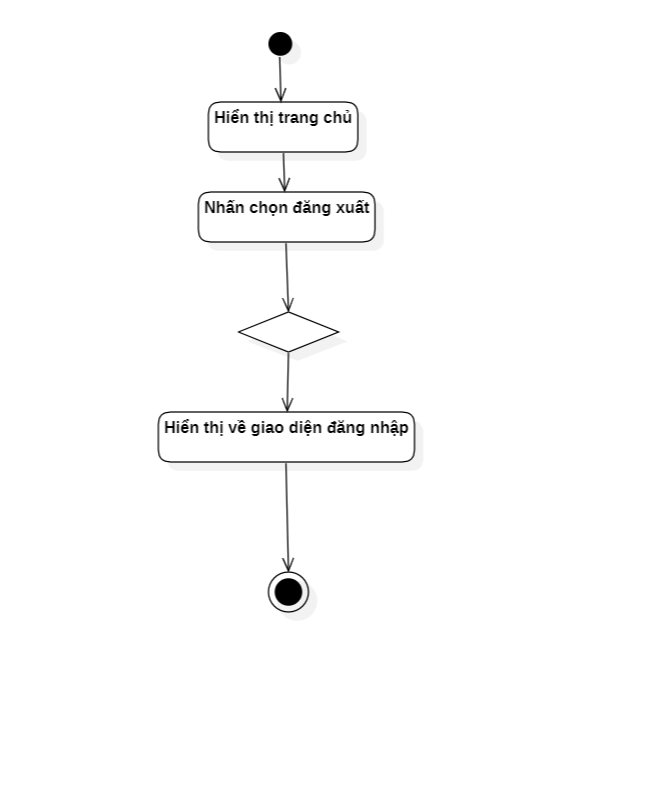 Hiển thị trang chủ
Nhấn chọn đăng xuất
Hiển thị về giao diện đăng nhập